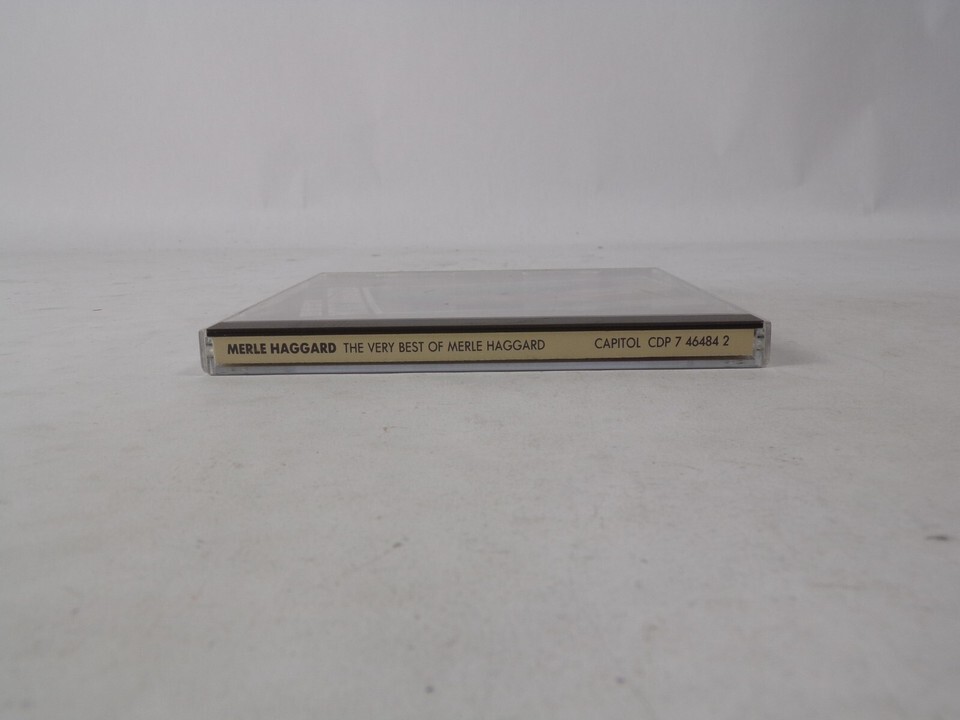 MERLE HAGGARD THE VERY BEST OF MERLE HAGGARD CAPITOL CDP 7 46484 2